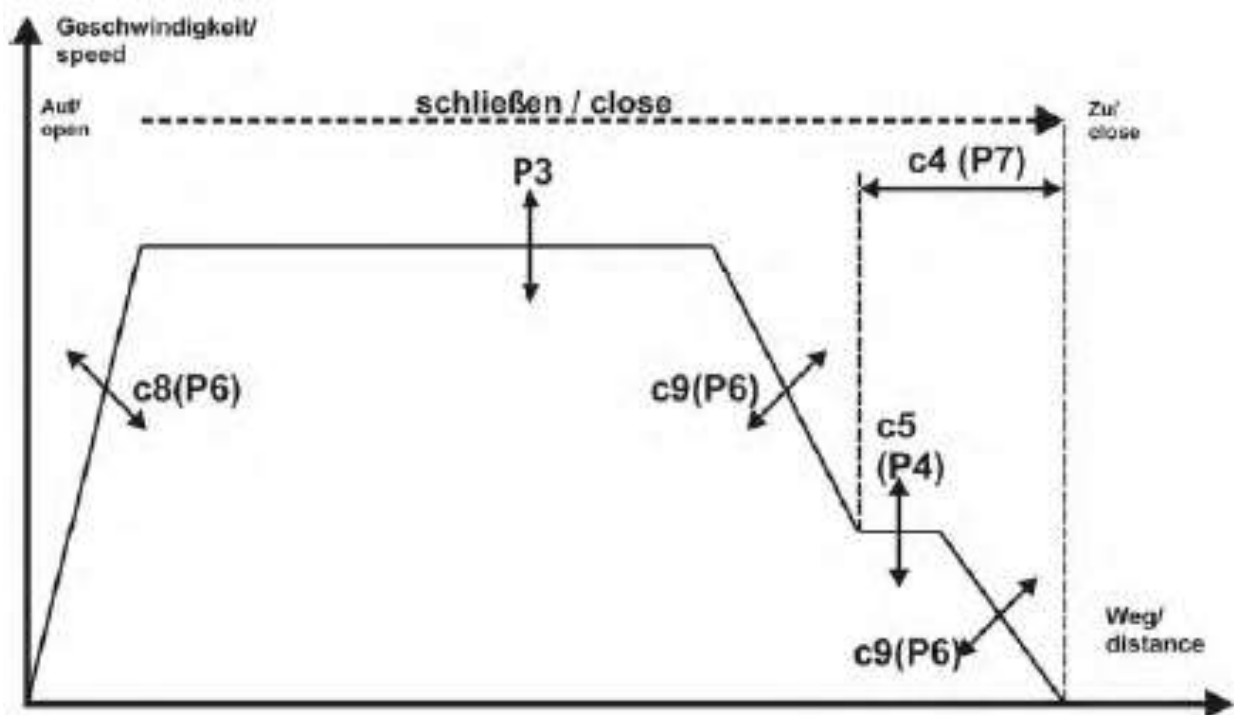 Geschwindigkeit/
speed
Auf/
open
schließen / close
Zu/
close
c4 (P7)
P3
c8(P6)
c9(P6)
c5
(P4)
c9(P6)
Weg/
distance